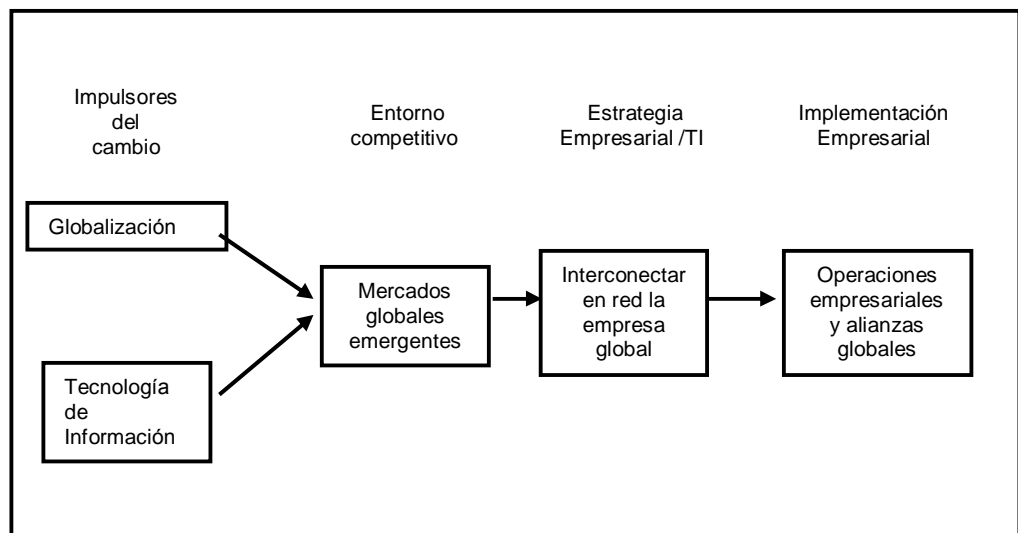 Impulsores
del
cambio
Entorno
competitivo
Estrategia
Empresarial /TI
Implementación
Empresarial
Globalización
Tecnología
de
Información
Mercados
globales
emergentes
Interconectar
en red la
empresa
global
Operaciones
empresariales
y alianzas
globales